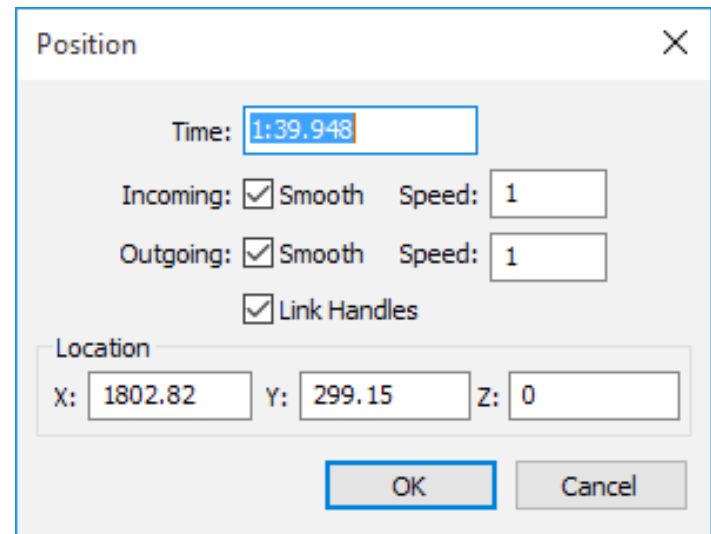 Position
Time: 1:39.948
Incoming: Smooth Speed: 1
Outgoing: Smooth Speed: 1
Link Handles
Location
X: 1802.82 Y: 299.15 Z: 0
OK Cancel